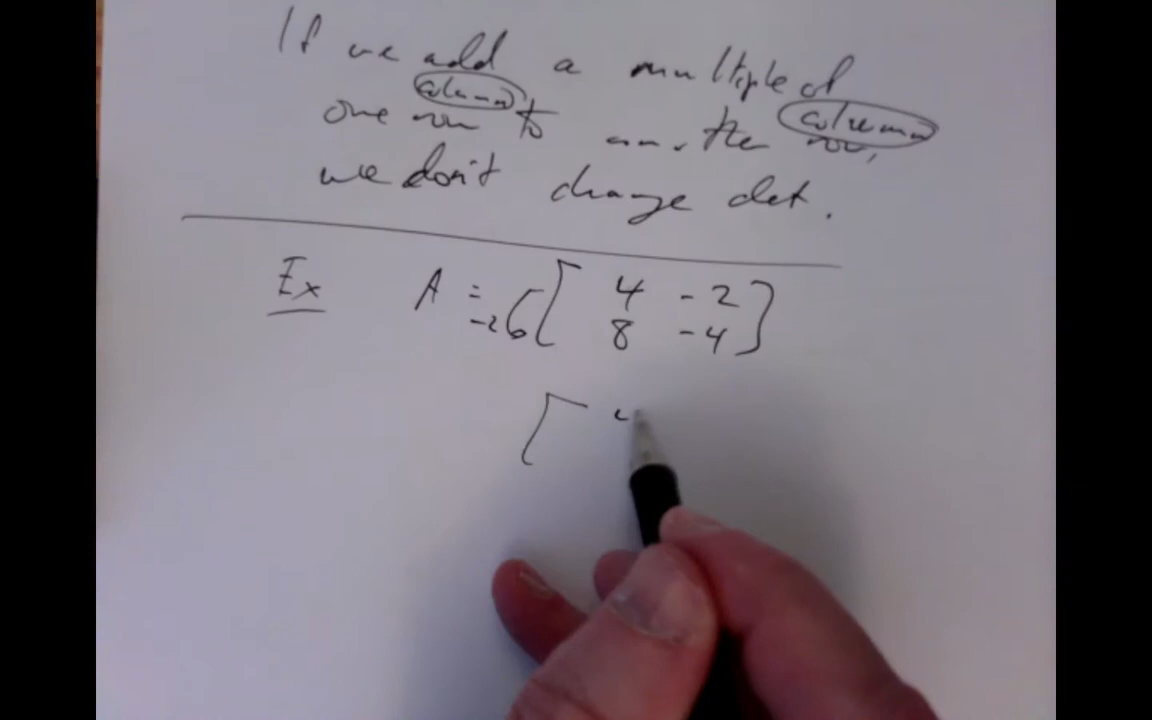 If we add a multiple of
column column
one row to another row,
we don't change det.
Ex A = [ 4 -2 ]
-2 [ 8 -4 ]
[ 4